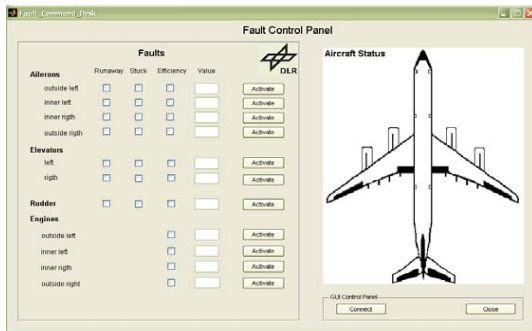 Fault_Command_Desk
Fault Control Panel
Faults
DLR
Runaway Stuck Efficiency Value
Ailerons
outside left Activate
inner left Activate
inner rigth Activate
outside rigth Activate
Elevators
left Activate
rigth Activate
Rudder Activate
Engines
outside left Activate
inner left Activate
inner rigth Activate
outside right Activate
Aircraft Status
GUI Control Panel
Connect Close